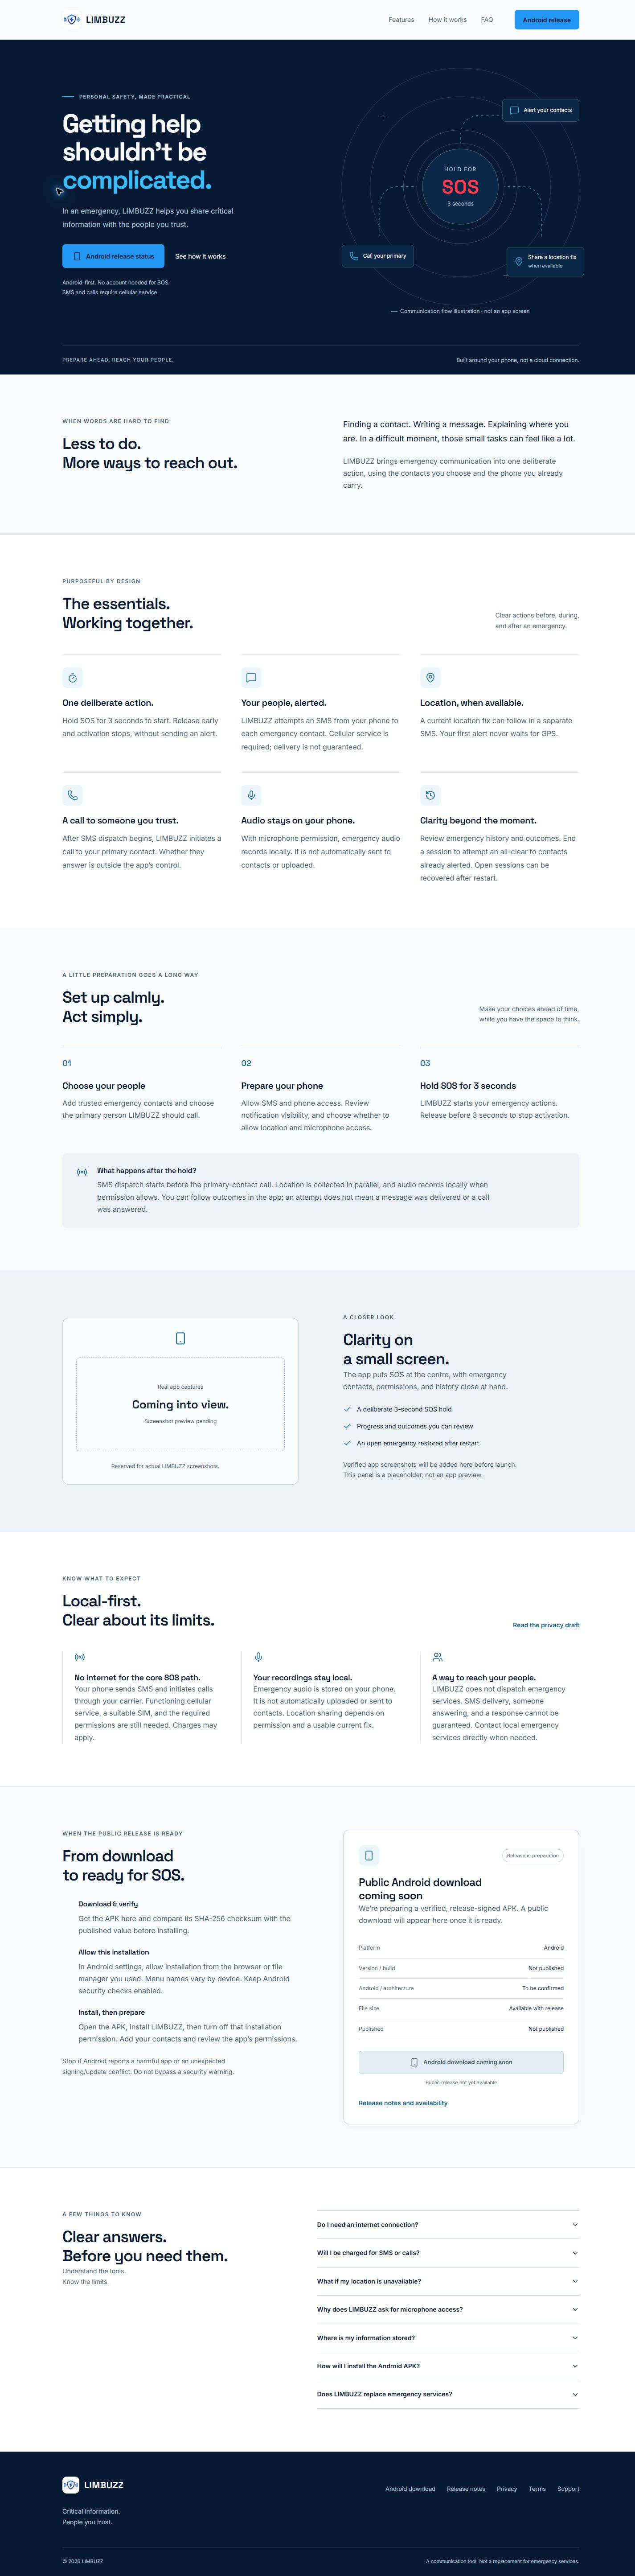 LIMBUZZ
Features
How it works
FAQ
Android release
PERSONAL SAFETY, MADE PRACTICAL
Getting help
shouldn't be
complicated.
In an emergency, LIMBUZZ helps you share critical
information with the people you trust.
Android release status
See how it works
Android-first. No account needed for SOS.
SMS and calls require cellular service.
Alert your contacts
HOLD FOR
SOS
3 seconds
Call your primary
Share a location fix
when available
Communication flow illustration · not an app screen
PREPARE AHEAD. REACH YOUR PEOPLE.
Built around your phone, not a cloud connection.
WHEN WORDS ARE HARD TO FIND
Less to do.
More ways to reach out.
Finding a contact. Writing a message. Explaining where you
are. In a difficult moment, those small tasks can feel like a lot.
LIMBUZZ brings emergency communication into one deliberate
action, using the contacts you choose and the phone you already
carry.
PURPOSEFUL BY DESIGN
The essentials.
Working together.
Clear actions before, during,
and after an emergency.
One deliberate action.
Hold SOS for 3 seconds to start. Release early
and activation stops, without sending an alert.
Your people, alerted.
LIMBUZZ attempts an SMS from your phone to
each emergency contact. Cellular service is
required; delivery is not guaranteed.
Location, when available.
A current location fix can follow in a separate
SMS. Your first alert never waits for GPS.
A call to someone you trust.
After SMS dispatch begins, LIMBUZZ initiates a
call to your primary contact. Whether they
answer is outside the app's control.
Audio stays on your phone.
With microphone permission, emergency audio
records locally. It is not automatically sent to
contacts or uploaded.
Clarity beyond the moment.
Review emergency history and outcomes. End
a session to attempt an all-clear to contacts
already alerted. Open sessions can be
recovered after restart.
A LITTLE PREPARATION GOES A LONG WAY
Set up calmly.
Act simply.
Make your choices ahead of time,
while you have the space to think.
01
Choose your people
Add trusted emergency contacts and choose
the primary person LIMBUZZ should call.
02
Prepare your phone
Allow SMS and phone access. Review
notification visibility, and choose whether to
allow location and microphone access.
03
Hold SOS for 3 seconds
LIMBUZZ starts your emergency actions.
Release before 3 seconds to stop activation.
What happens after the hold?
SMS dispatch starts before the primary-contact call. Location is collected in parallel, and audio records locally when
permission allows. You can follow outcomes in the app; an attempt does not mean a message was delivered or a call
was answered.
Real app captures
Coming into view.
Screenshot preview pending
Reserved for actual LIMBUZZ screenshots.
A CLOSER LOOK
Clarity on
a small screen.
The app puts SOS at the centre, with emergency
contacts, permissions, and history close at hand.
A deliberate 3-second SOS hold
Progress and outcomes you can review
An open emergency restored after restart
Verified app screenshots will be added here before launch.
This panel is a placeholder, not an app preview.
KNOW WHAT TO EXPECT
Local-first.
Clear about its limits.
Read the privacy draft
No internet for the core SOS path.
Your phone sends SMS and initiates calls
through your carrier. Functioning cellular
service, a suitable SIM, and the required
permissions are still needed. Charges may
apply.
Your recordings stay local.
Emergency audio is stored on your phone.
It is not automatically uploaded or sent to
contacts. Location sharing depends on
permission and a usable current fix.
A way to reach your people.
LIMBUZZ does not dispatch emergency
services. SMS delivery, someone
answering, and a response cannot be
guaranteed. Contact local emergency
services directly when needed.
WHEN THE PUBLIC RELEASE IS READY
From download
to ready for SOS.
Download & verify
Get the APK here and compare its SHA-256 checksum with the
published value before installing.
Allow this installation
In Android settings, allow installation from the browser or file
manager you used. Menu names vary by device. Keep Android
security checks enabled.
Install, then prepare
Open the APK, install LIMBUZZ, then turn off that installation
permission. Add your contacts and review the app's permissions.
Stop if Android reports a harmful app or an unexpected
signing/update conflict. Do not bypass a security warning.
Release in preparation
Public Android download
coming soon
We're preparing a verified, release-signed APK. A public
download will appear here once it is ready.
Platform
Android
Version / build
Not published
Android / architecture
To be confirmed
File size
Available with release
Published
Not published
Android download coming soon
Public release not yet available
Release notes and availability
A FEW THINGS TO KNOW
Clear answers.
Before you need them.
Understand the tools.
Know the limits.
Do I need an internet connection?
Will I be charged for SMS or calls?
What if my location is unavailable?
Why does LIMBUZZ ask for microphone access?
Where is my information stored?
How will I install the Android APK?
Does LIMBUZZ replace emergency services?
LIMBUZZ
Critical information.
People you trust.
Android download
Release notes
Privacy
Terms
Support
© 2026 LIMBUZZ
A communication tool. Not a replacement for emergency services.